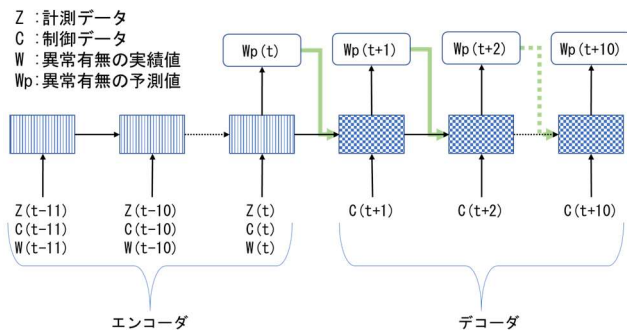 Z :計測データ
C :制御データ
W :異常有無の実績値
Wp:異常有無の予測値
Wp(t)
Wp(t+1)
Wp(t+2)
Wp(t+10)
Z(t-11)
C(t-11)
W(t-11)
Z(t-10)
C(t-10)
W(t-10)
Z(t)
C(t)
W(t)
C(t+1)
C(t+2)
C(t+10)
エンコーダ
デコーダ